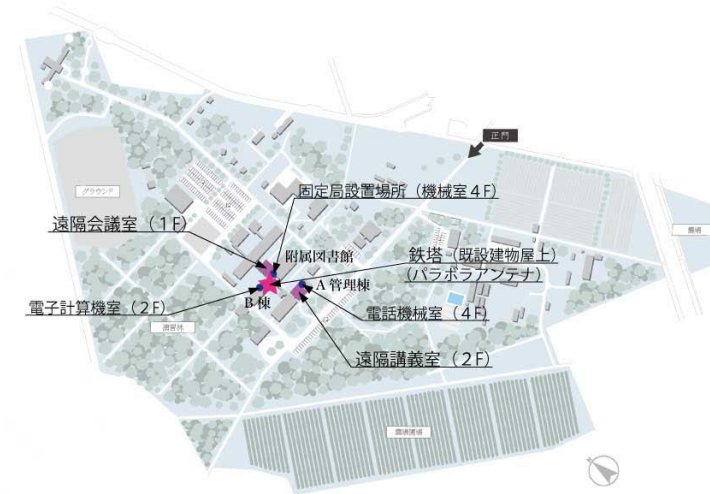 正門
グラウンド
固定局設置場所（機械室４F）
遠隔会議室（１F）
附属図書館
鉄塔（既設建物屋上）
（パラボラアンテナ）
A 管理棟
B 棟
電子計算機室（２F）
電話機械室（４F）
演習林
遠隔講義室（２F）